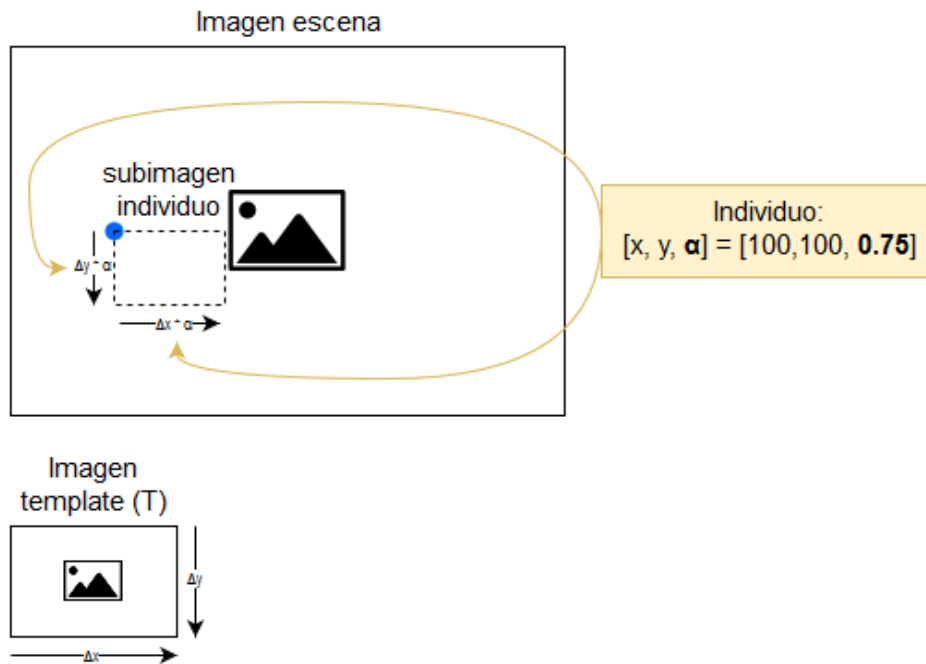 Imagen escena
subimagen
individuo
Δy * α
Δx * α
Individuo:
[x, y, α] = [100,100, 0.75]
Imagen
template (T)
Δy
Δx